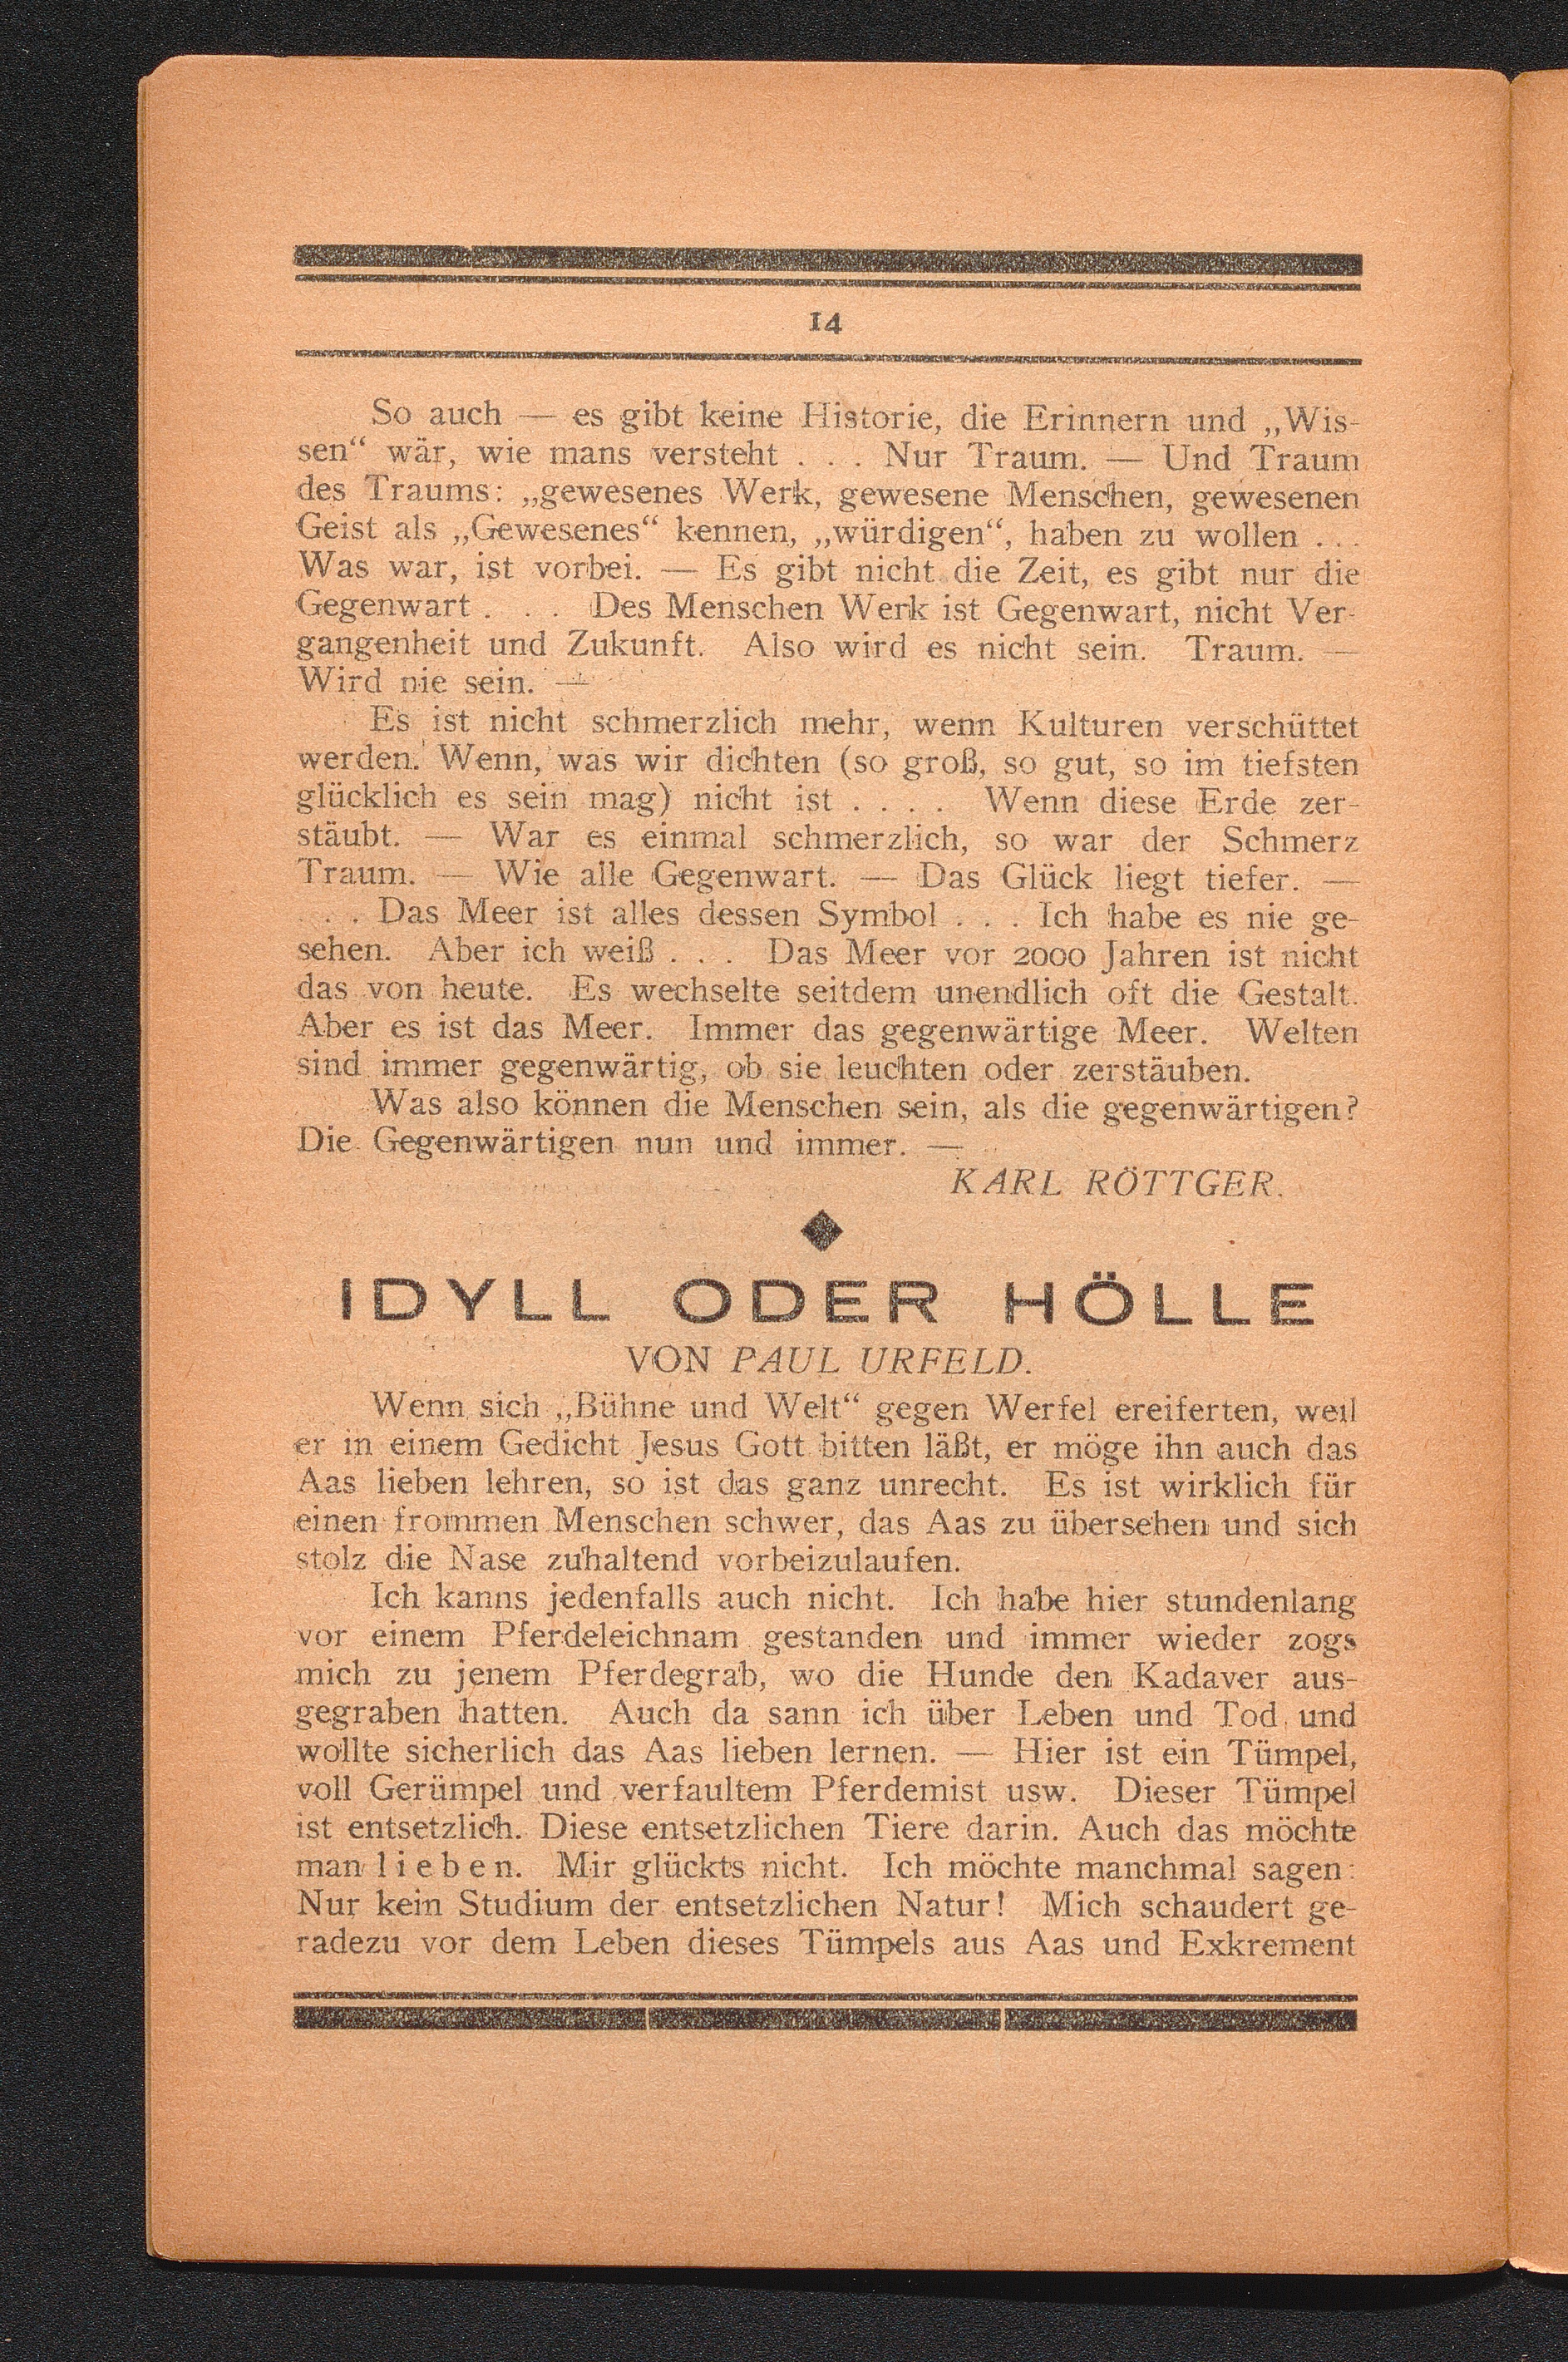 14
So auch — es gibt keine Historie, die Erinnern und „Wis-
sen“ wär, wie mans versteht . . . Nur Traum. — Und Traum
des Traums: „gewesenes Werk, gewesene Menschen, gewesenen
Geist als „Gewesenes“ kennen, „würdigen“, haben zu wollen . . .
Was war, ist vorbei. — Es gibt nicht die Zeit, es gibt nur die
Gegenwart . . . Des Menschen Werk ist Gegenwart, nicht Ver-
gangenheit und Zukunft. Also wird es nicht sein. Traum. —
Wird nie sein. —
Es ist nicht schmerzlich mehr, wenn Kulturen verschüttet
werden. Wenn, was wir dichten (so groß, so gut, so im tiefsten
glücklich es sein mag) nicht ist . . . . Wenn diese Erde zer-
stäubt. — War es einmal schmerzlich, so war der Schmerz
Traum. — Wie alle Gegenwart. — Das Glück liegt tiefer. —
. . . Das Meer ist alles dessen Symbol . . . Ich habe es nie ge-
sehen. Aber ich weiß . . . Das Meer vor 2000 Jahren ist nicht
das von heute. Es wechselte seitdem unendlich oft die Gestalt.
Aber es ist das Meer. Immer das gegenwärtige Meer. Welten
sind immer gegenwärtig, ob sie leuchten oder zerstäuben.
Was also können die Menschen sein, als die gegenwärtigen?
Die Gegenwärtigen nun und immer. —
KARL RÖTTGER.
IDYLL ODER HÖLLE
VON PAUL URFELD.
Wenn sich „Bühne und Welt“ gegen Werfel ereiferten, weil
er in einem Gedicht Jesus Gott bitten läßt, er möge ihn auch das
Aas lieben lehren, so ist das ganz unrecht. Es ist wirklich für
einen frommen Menschen schwer, das Aas zu übersehen und sich
stolz die Nase zuhaltend vorbeizulaufen.
Ich kanns jedenfalls auch nicht. Ich habe hier stundenlang
vor einem Pferdeleichnam gestanden und immer wieder zogs
mich zu jenem Pferdegrab, wo die Hunde den Kadaver aus-
gegraben hatten. Auch da sann ich über Leben und Tod und
wollte sicherlich das Aas lieben lernen. — Hier ist ein Tümpel,
voll Gerümpel und verfaultem Pferdemist usw. Dieser Tümpel
ist entsetzlich. Diese entsetzlichen Tiere darin. Auch das möchte
man l i e b e n. Mir glückts nicht. Ich möchte manchmal sagen:
Nur kein Studium der entsetzlichen Natur! Mich schaudert ge-
radezu vor dem Leben dieses Tümpels aus Aas und Exkrement